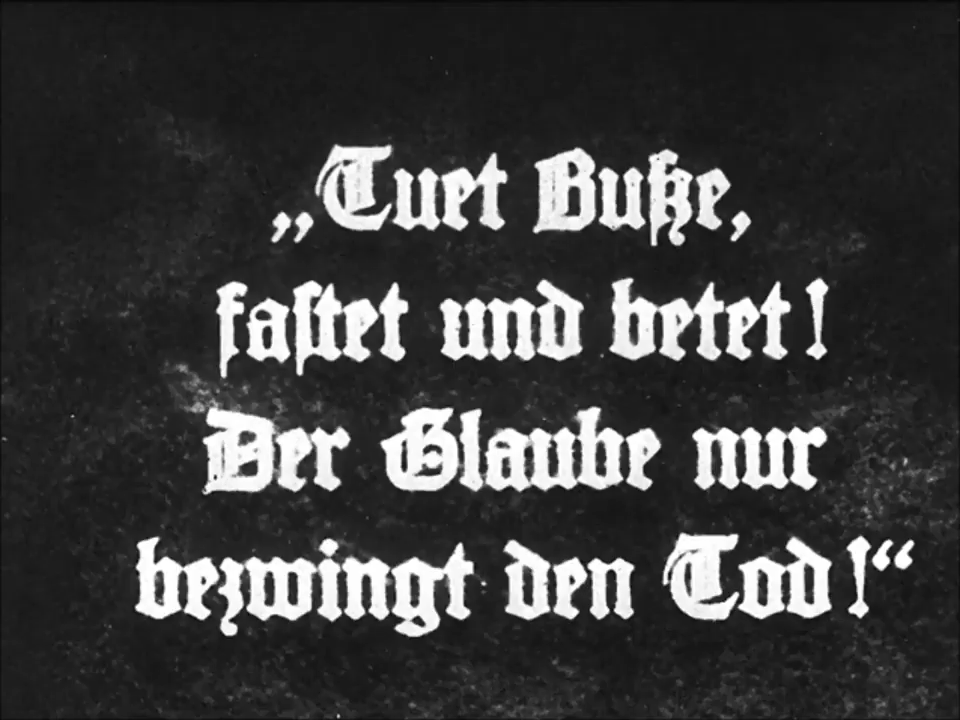 „Tuet Buße,
fastet und betet!
Der Glaube nur
bezwingt den Tod!“